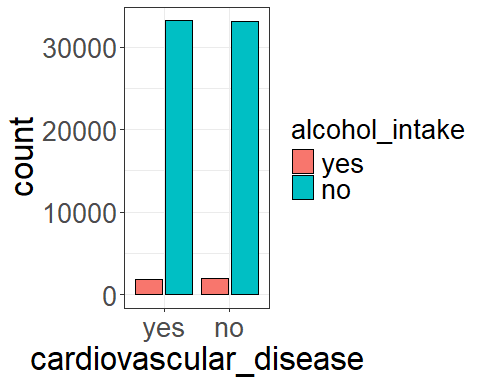 count
30000
20000
10000
0
yes no
cardiovascular_disease
alcohol_intake
yes
no